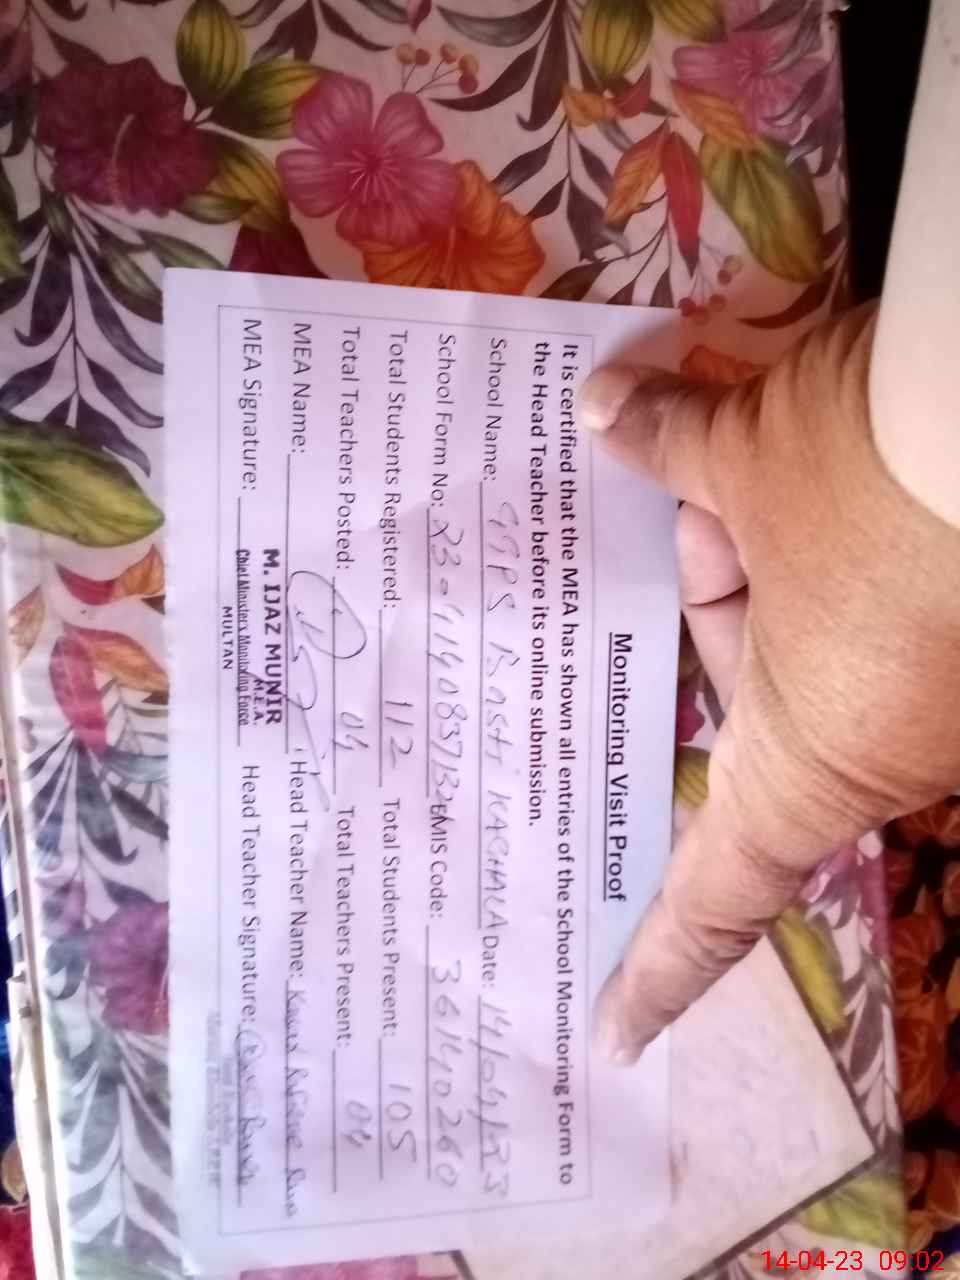 Monitoring Visit Proof
It is certified that the MEA has shown all entries of the School Monitoring Form to
the Head Teacher before its online submission.
School Name: GGPS Basti KACHALA Date: 14/04/23
School Form No: 23-4140837132 EMIS Code: 36140260
Total Students Registered: 112 Total Students Present: 105
Total Teachers Posted: 04 Total Teachers Present: 04
MEA Name: Head Teacher Name:
M. IJAZ MUNIR
M.E.A.
MEA Signature: Chief Minister's Monitoring Force Head Teacher Signature:
MULTAN
14-04-23 09:02